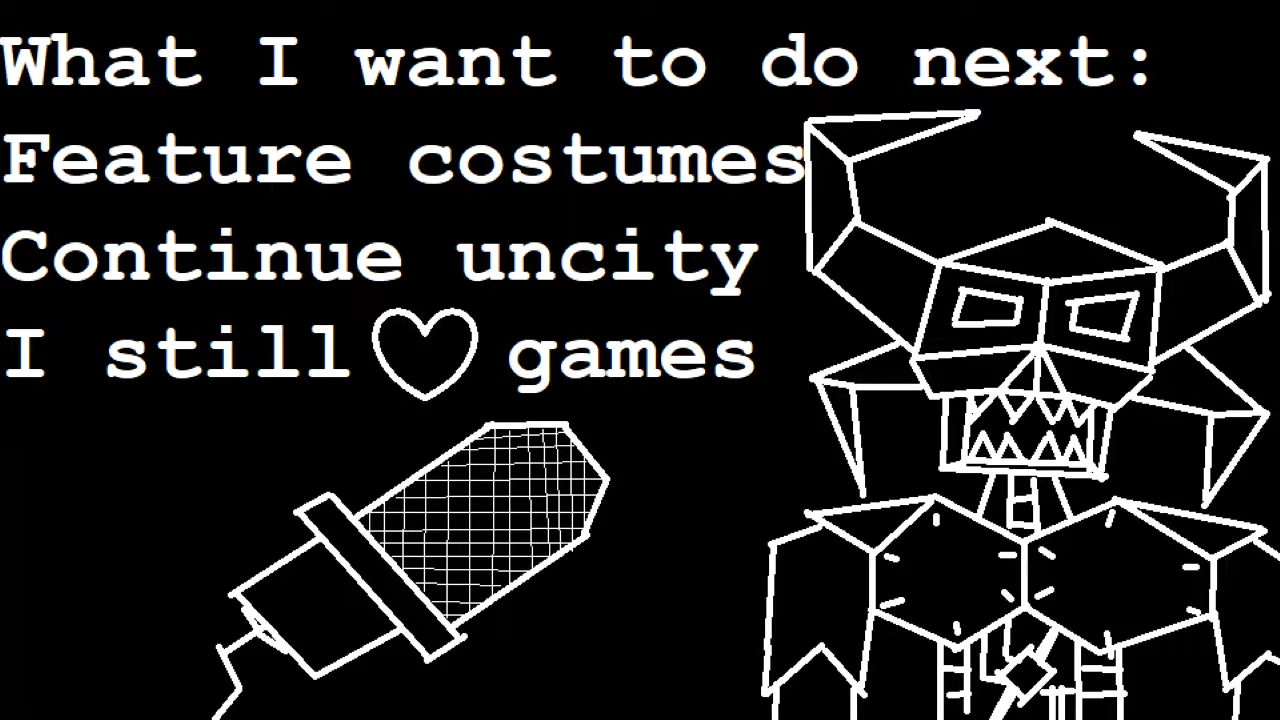 What I want to do next:
Feature costumes
Continue uncity
I still ♡ games